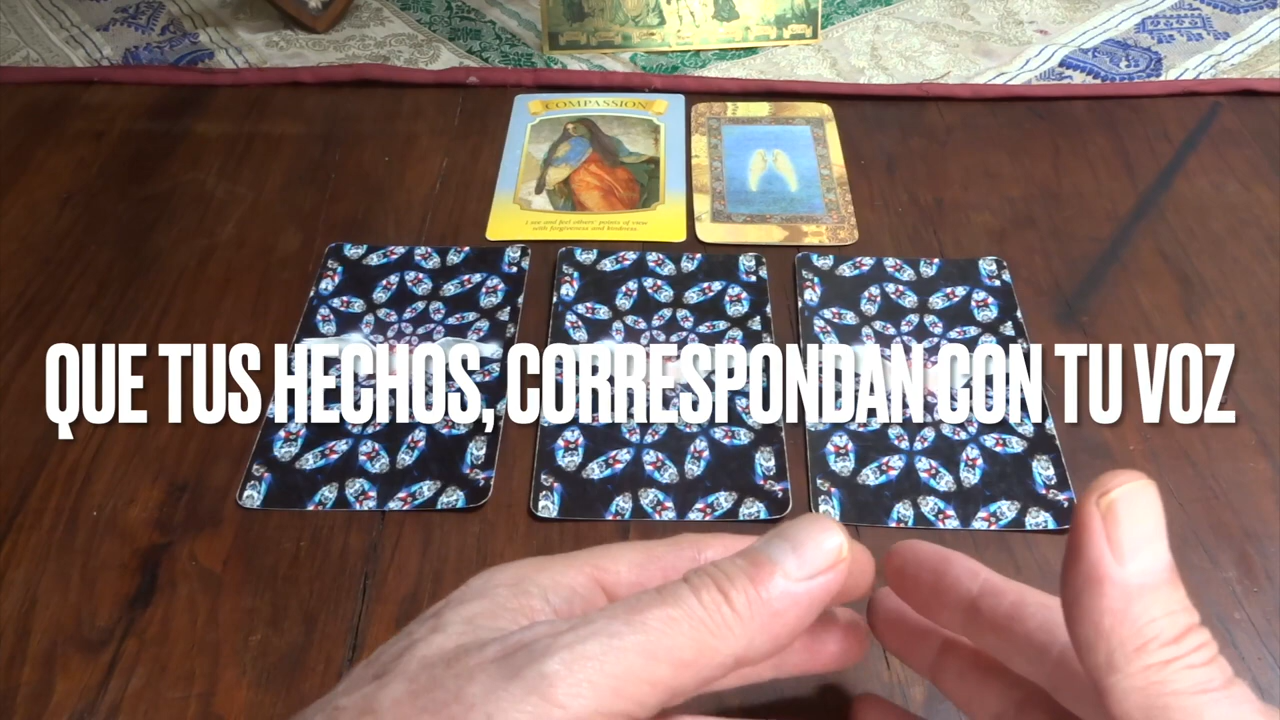 COMPASSION
I see and feel others' points of view
with forgiveness and kindness.
QUE TUS HECHOS, CORRESPONDAN CON TU VOZ